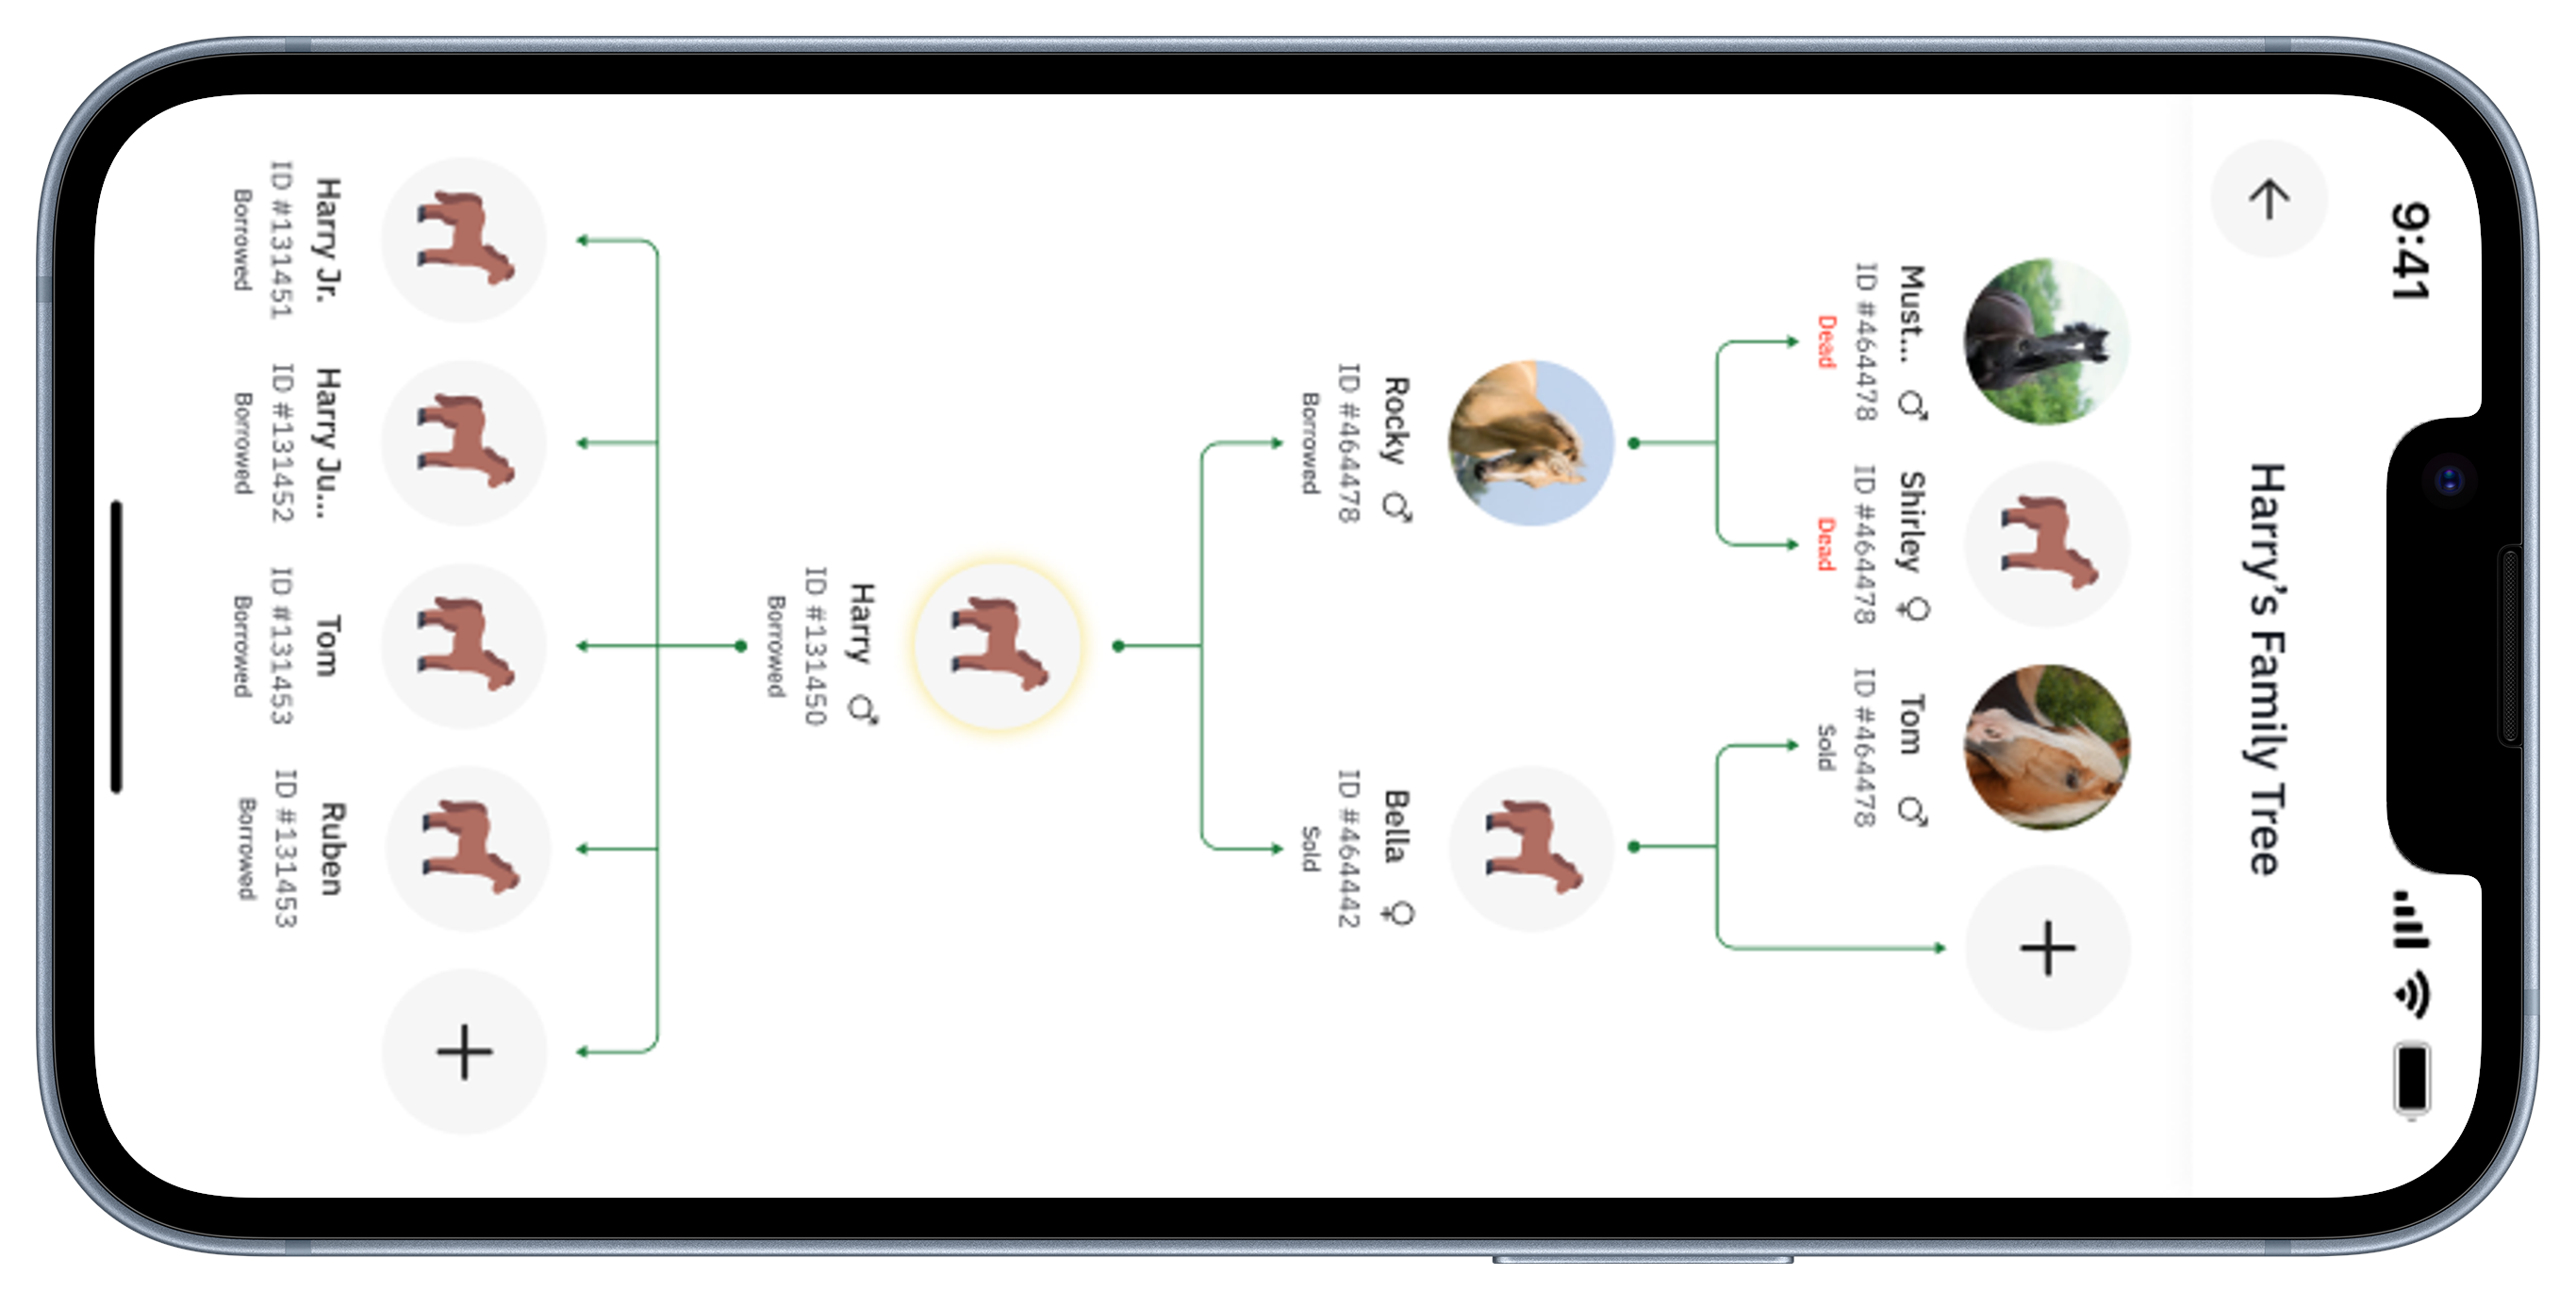 9:41
Harry's Family Tree
Must... ♂
ID #464478
Dead
Shirley ♀
ID #464478
Dead
Tom ♂
ID #464478
Sold
Rocky ♂
ID #464478
Borrowed
Bella ♀
ID #464442
Sold
Harry ♂
ID #131450
Borrowed
Harry Jr.
ID #131451
Borrowed
Harry Ju...
ID #131452
Borrowed
Tom
ID #131453
Borrowed
Ruben
ID #131453
Borrowed